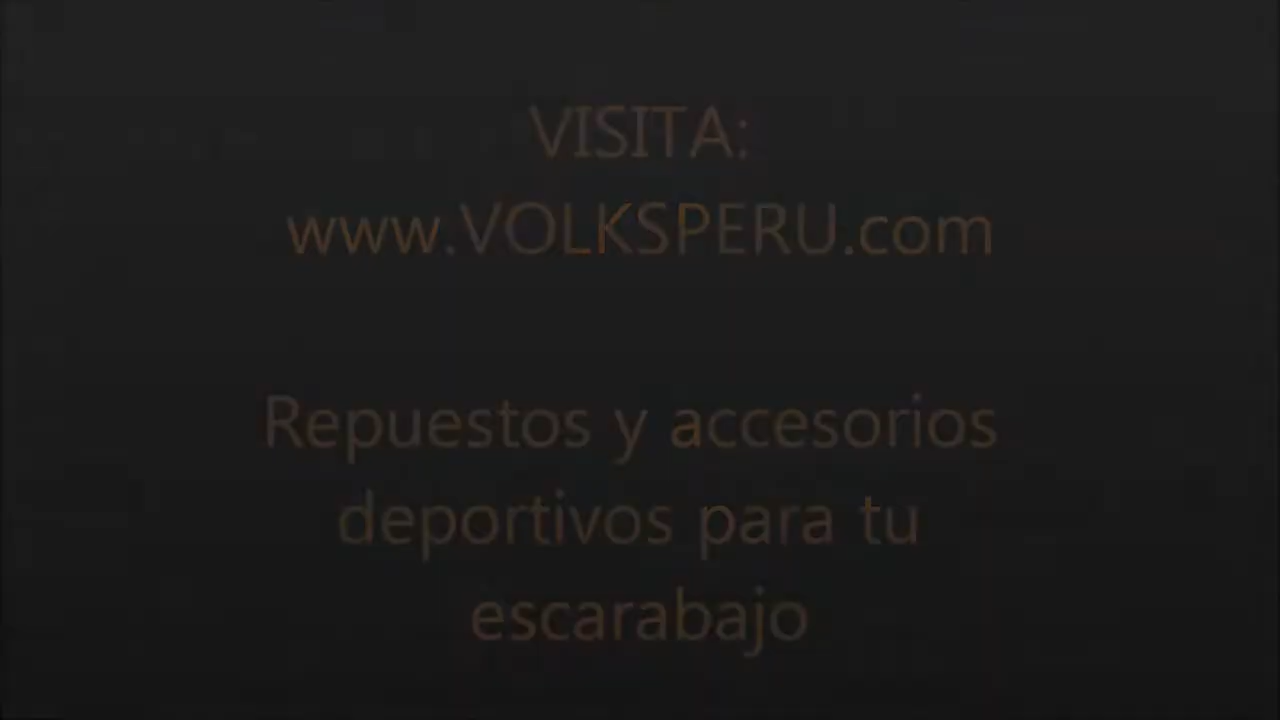 VISITA:
www.VOLKSPERU.com
Repuestos y accesorios
deportivos para tu
escarabajo